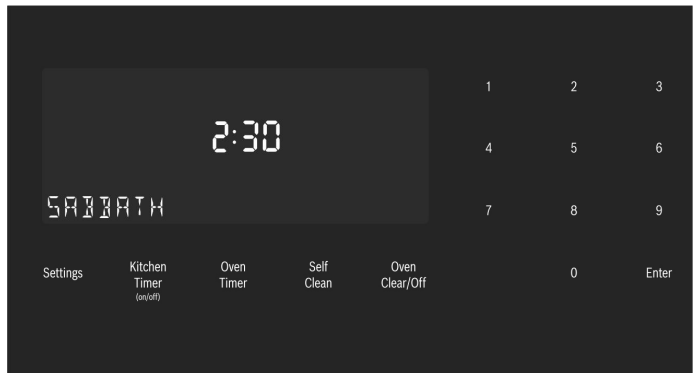 2:30
SABBATH
Settings
Kitchen
Timer
(on/off)
Oven
Timer
Self
Clean
Oven
Clear/Off
1 2 3
4 5 6
7 8 9
0 Enter